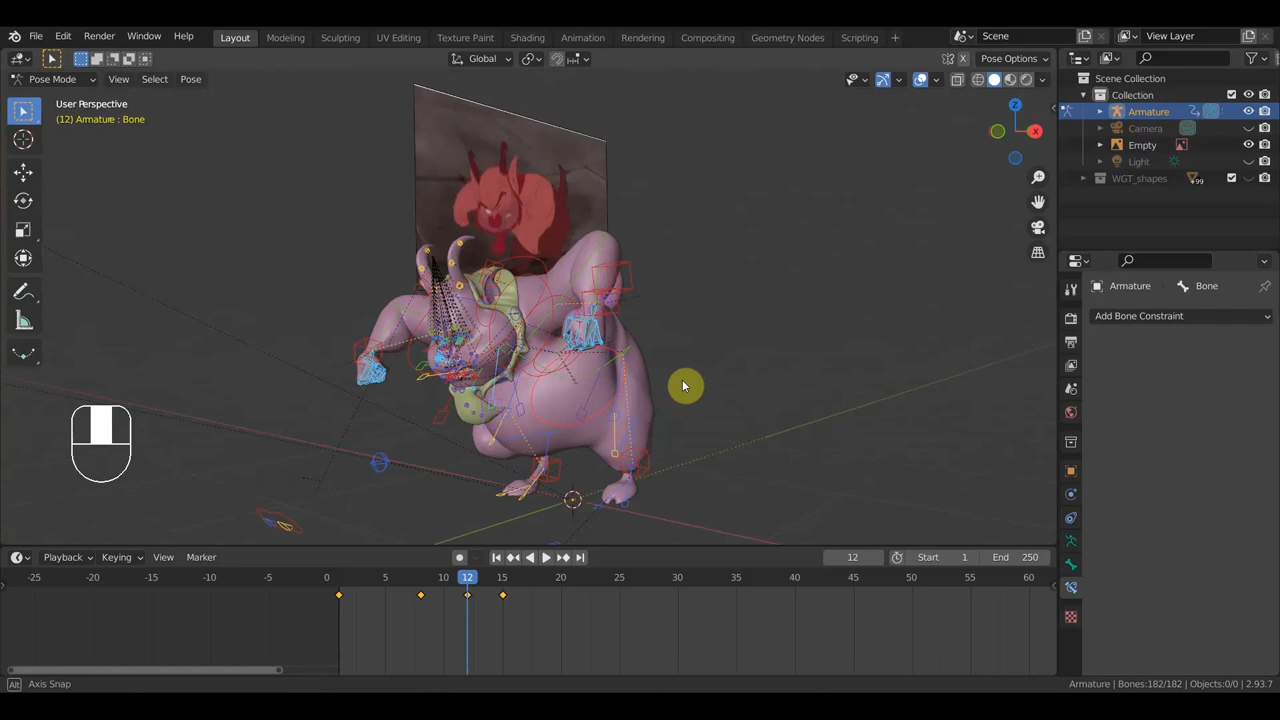 File Edit Render Window Help
Layout Modeling Sculpting UV Editing Texture Paint Shading Animation Rendering Compositing Geometry Nodes Scripting +
Scene
View Layer
Global
X
Pose Options
Pose Mode View Select Pose
User Perspective
(12) Armature : Bone
Z
X
Scene Collection
Collection
Armature
Camera
Empty
Light
WGT_shapes
99
Armature > Bone
Add Bone Constraint
Playback Keying View Marker
12
Start 1
End 250
-25 -20 -15 -10 -5 0 5 10 12 15 20 25 30 35 40 45 50 55 60
Alt Axis Snap
Armature | Bones:182/182 | Objects:0/0 | 2.93.7